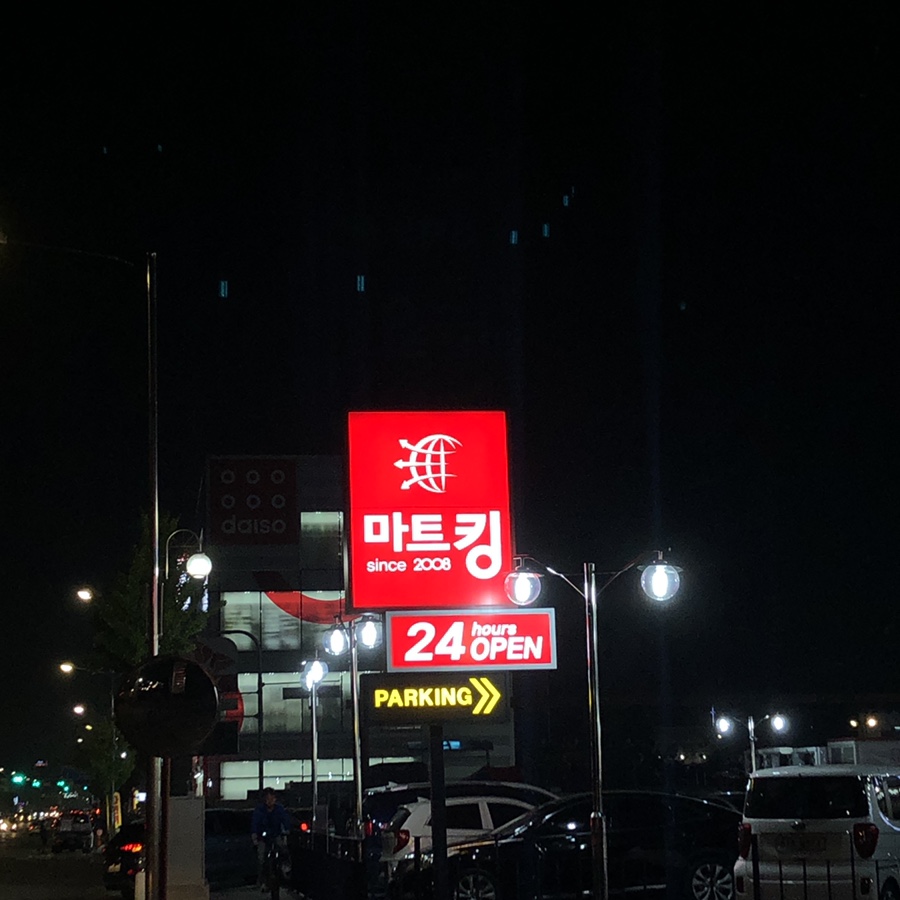 daiso
마트킹
since 2008
24 hours OPEN
PARKING